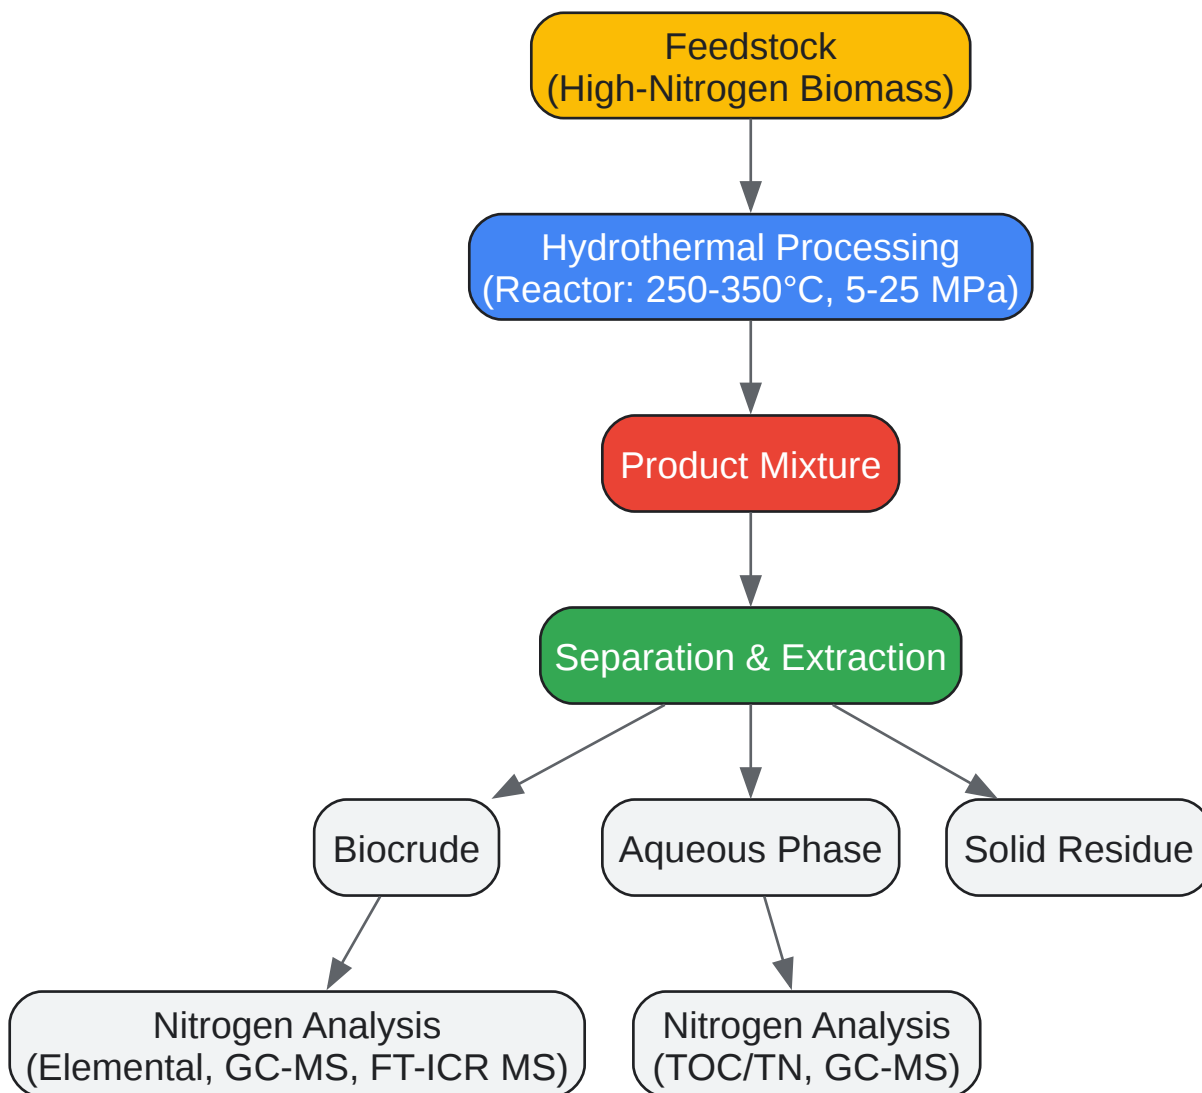 Feedstock
(High-Nitrogen Biomass)
Hydrothermal Processing
(Reactor: 250-350°C, 5-25 MPa)
Product Mixture
Separation & Extraction
Biocrude
Aqueous Phase
Solid Residue
Nitrogen Analysis
(Elemental, GC-MS, FT-ICR MS)
Nitrogen Analysis
(TOC/TN, GC-MS)